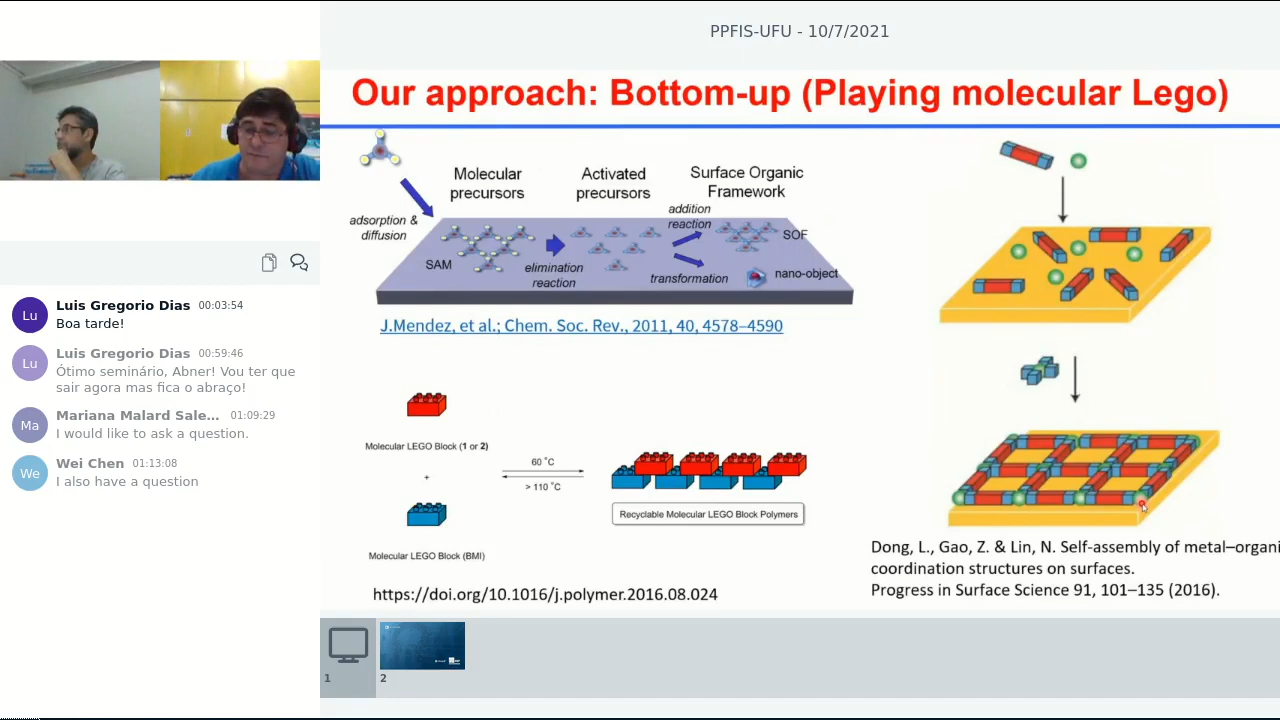 PPFIS-UFU - 10/7/2021
Our approach: Bottom-up (Playing molecular Lego)
Molecular
precursors
Activated
precursors
Surface Organic
Framework
adsorption &
diffusion
addition
reaction
SAM
SOF
elimination
reaction
transformation
nano-object
J.Mendez, et al.; Chem. Soc. Rev., 2011, 40, 4578–4590
Molecular LEGO Block (1 or 2)
+
Molecular LEGO Block (BMI)
60 ˚C
> 110 ˚C
Recyclable Molecular LEGO Block Polymers
https://doi.org/10.1016/j.polymer.2016.08.024
Dong, L., Gao, Z. & Lin, N. Self-assembly of metal–organi
coordination structures on surfaces.
Progress in Surface Science 91, 101–135 (2016).
Lu
Luis Gregorio Dias 00:03:54
Boa tarde!
Lu
Luis Gregorio Dias 00:59:46
Ótimo seminário, Abner! Vou ter que
sair agora mas fica o abraço!
Ma
Mariana Malard Sale... 01:09:29
I would like to ask a question.
We
Wei Chen 01:13:08
I also have a question
1
2